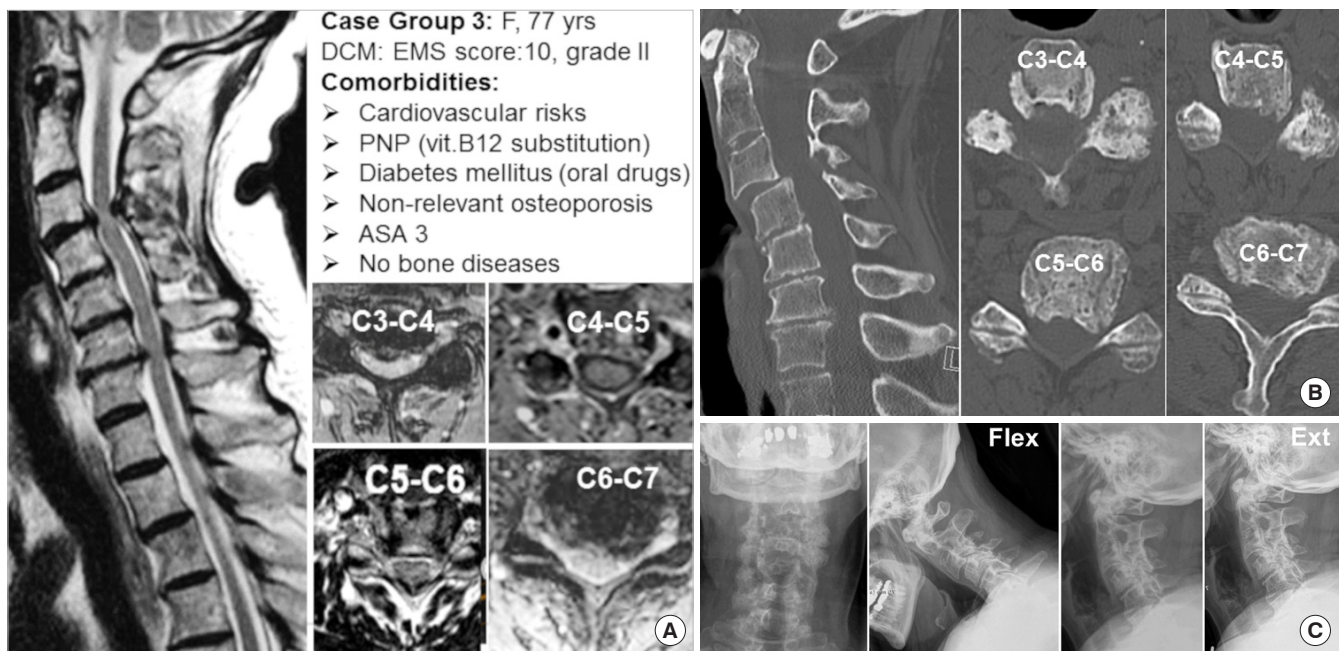 Case Group 3: F, 77 yrs
DCM: EMS score:10, grade II
Comorbidities:
➤ Cardiovascular risks
➤ PNP (vit.B12 substitution)
➤ Diabetes mellitus (oral drugs)
➤ Non-relevant osteoporosis
➤ ASA 3
➤ No bone diseases
C3-C4
C4-C5
C5-C6
C6-C7
A
C3-C4
C4-C5
C5-C6
C6-C7
B
Flex
Ext
C